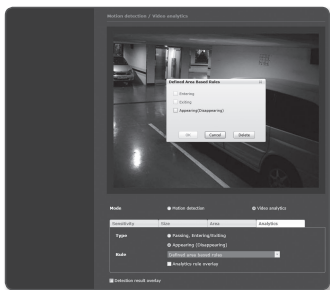 Motion detection / Video analytics
Defined Area Based Rules
Entering
Exiting
Appearing(Disappearing)
OK Cancel Delete
Mode Motion detection Video analytics
Sensitivity Size Area Analytics
Type Passing, Entering/Exiting
Appearing (Disappearing)
Rule Defined area based rules
Analytics rule overlay
Detection result overlay